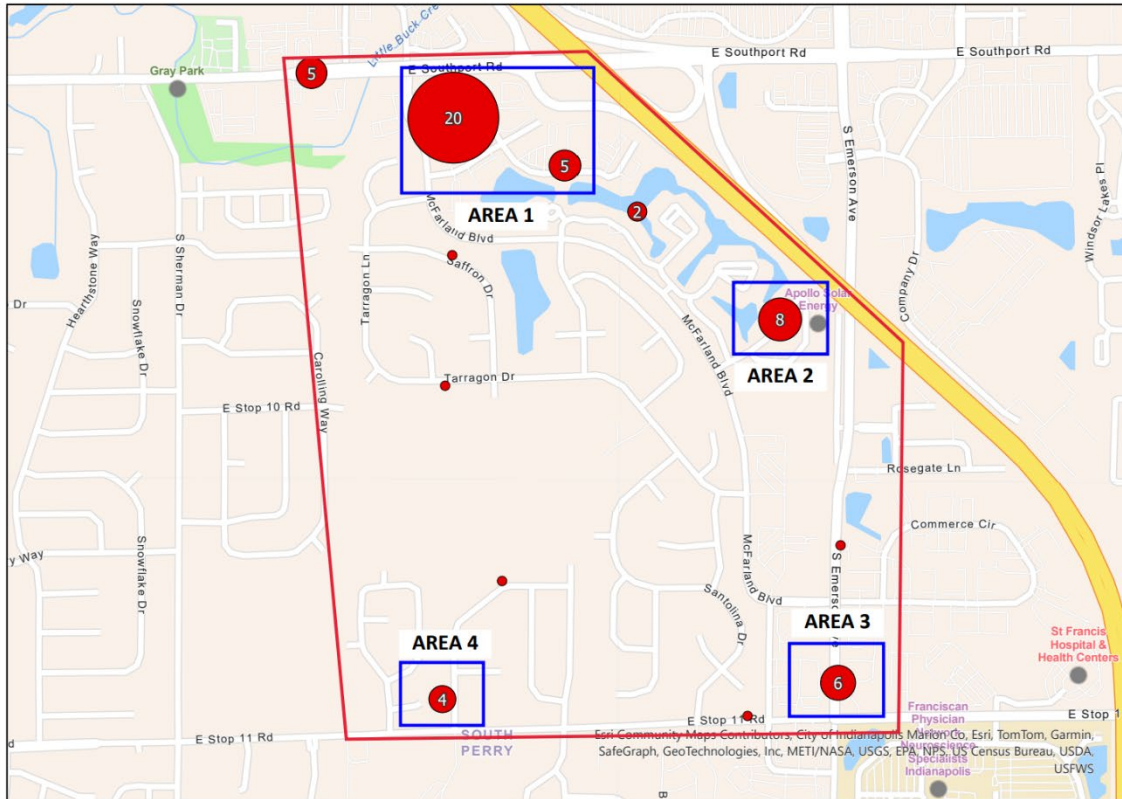 E Southport Rd
Little Buck Cre
Gray Park
5
E Southport Rd
20
5
AREA 1
2
S Emerson Ave
Windsor Lakes Pl
McFarland Blvd
Saffron Dr
Tarragon Ln
Hearthstone Way
S Sherman Dr
Snowflake Dr
Dr
Company Dr
Apollo Solar
Energy
8
AREA 2
McFarland Blvd
Carolling Way
Tarragon Dr
E Stop 10 Rd
Rosegate Ln
Commerce Cir
y Way
Snowflake Dr
McFarland Blvd
S Emerson
ve
Santolina Dr
AREA 3
6
AREA 4
4
St Francis
Hospital &
Health Centers
E Stop 11 Rd
E Stop 1
E Stop 11 Rd
d
SOUTH
PERRY
Franciscan
Physician
Network
Neuroscience
Specialists
Indianapolis
Esri Community Maps Contributors, City of Indianapolis Marion Co, Esri, TomTom, Garmin,
SafeGraph, GeoTechnologies, Inc, METI/NASA, USGS, EPA, NPS, US Census Bureau, USDA,
USFWS
B